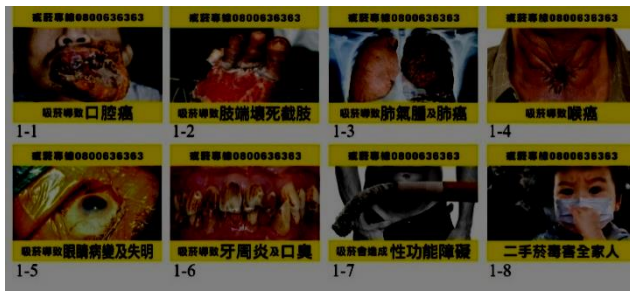 戒菸專線0800636363
戒菸專線0800636363
戒菸專線0800636363
戒菸專線0800636363
吸菸導致口腔癌
吸菸導致肢端壞死截肢
吸菸導致肺氣腫及肺癌
吸菸導致喉癌
1-1
1-2
1-3
1-4
戒菸專線0800636363
戒菸專線0800636363
戒菸專線0800636363
戒菸專線0800636363
吸菸導致眼睛病變及失明
吸菸導致牙周炎及口臭
吸菸會造成性功能障礙
二手菸毒害全家人
1-5
1-6
1-7
1-8